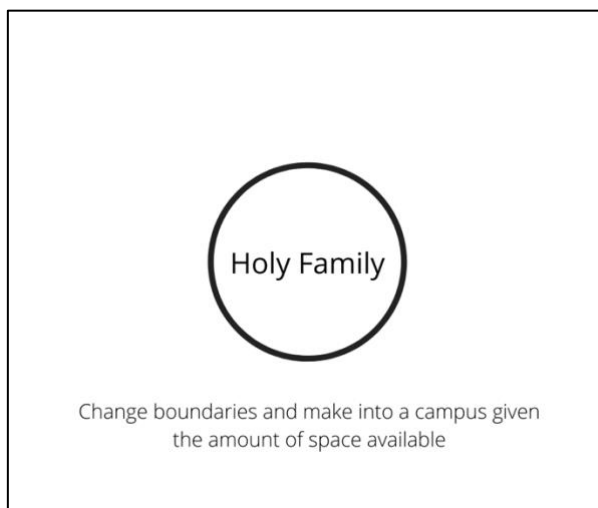 Holy Family
Change boundaries and make into a campus given
the amount of space available